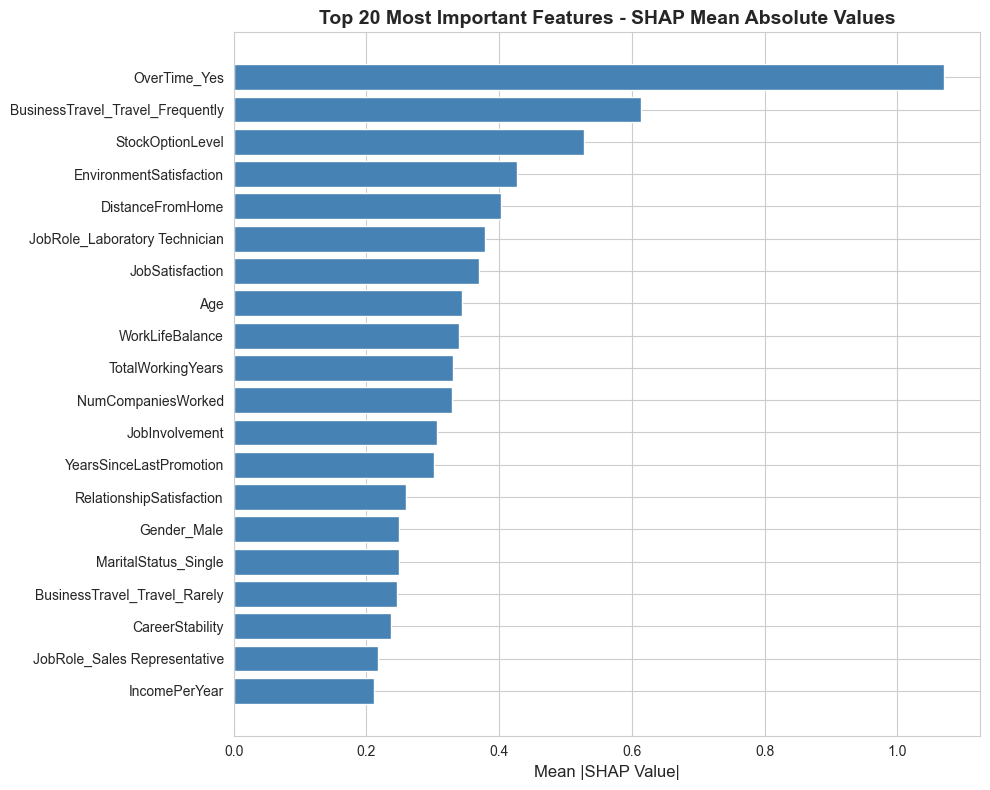 Top 20 Most Important Features - SHAP Mean Absolute Values
OverTime_Yes
BusinessTravel_Travel_Frequently
StockOptionLevel
EnvironmentSatisfaction
DistanceFromHome
JobRole_Laboratory Technician
JobSatisfaction
Age
WorkLifeBalance
TotalWorkingYears
NumCompaniesWorked
JobInvolvement
YearsSinceLastPromotion
RelationshipSatisfaction
Gender_Male
MaritalStatus_Single
BusinessTravel_Travel_Rarely
CareerStability
JobRole_Sales Representative
IncomePerYear
0.0 0.2 0.4 0.6 0.8 1.0
Mean |SHAP Value|